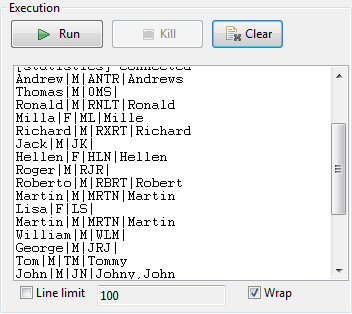 Execution
Run Kill Clear
[statistics] connected
Andrew|M|ANTR|Andrews
Thomas|M|0MS|
Ronald|M|RNLT|Ronald
Milla|F|ML|Mille
Richard|M|RXRT|Richard
Jack|M|JK|
Hellen|F|HLN|Hellen
Roger|M|RJR|
Roberto|M|RBRT|Robert
Martin|M|MRTN|Martin
Lisa|F|LS|
Martin|M|MRTN|Martin
William|M|WLM|
George|M|JRJ|
Tom|M|TM|Tommy
John|M|JN|Johny,John
Line limit 100 Wrap